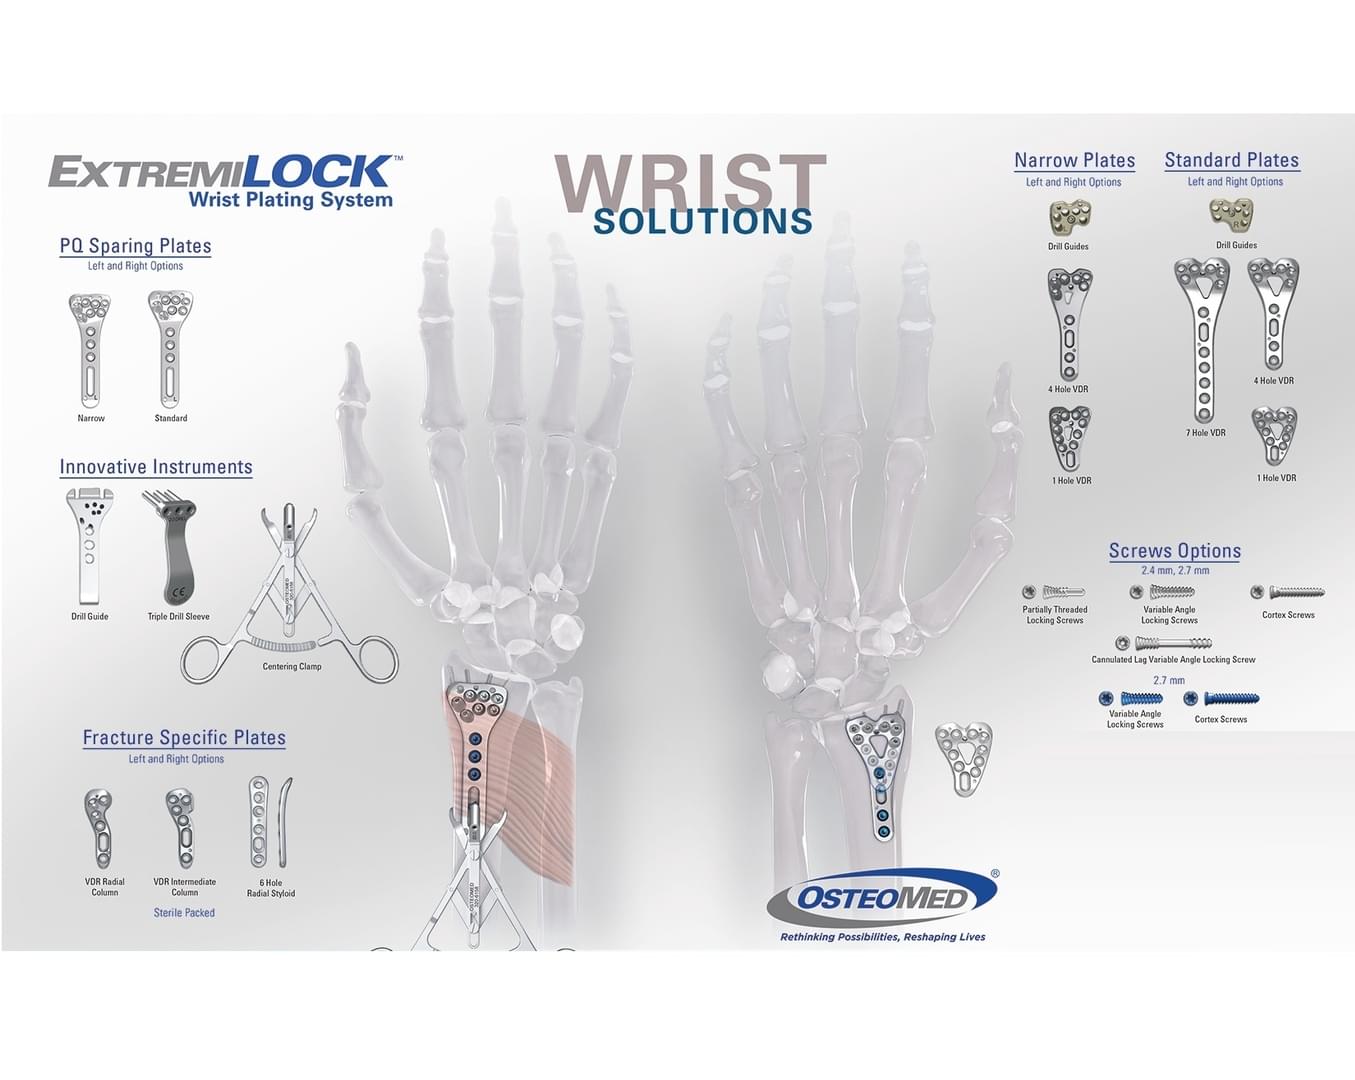 EXTREMILOCK™
Wrist Plating System
WRIST
SOLUTIONS
PQ Sparing Plates
Left and Right Options
Narrow
Standard
Innovative Instruments
Drill Guide
Triple Drill Sleeve
CE
OSTEOMED
Centering Clamp
Fracture Specific Plates
Left and Right Options
VDR Radial
Column
VDR Intermediate
Column
6 Hole
Radial Styloid
Sterile Packed
OSTEOMED
Narrow Plates
Left and Right Options
L
Drill Guides
4 Hole VDR
1 Hole VDR
Standard Plates
Left and Right Options
R
Drill Guides
7 Hole VDR
4 Hole VDR
1 Hole VDR
Screws Options
2.4 mm, 2.7 mm
Partially Threaded
Locking Screws
Variable Angle
Locking Screws
Cortex Screws
Cannulated Lag Variable Angle Locking Screw
2.7 mm
Variable Angle
Locking Screws
Cortex Screws
OSTEOMED®
Rethinking Possibilities, Reshaping Lives